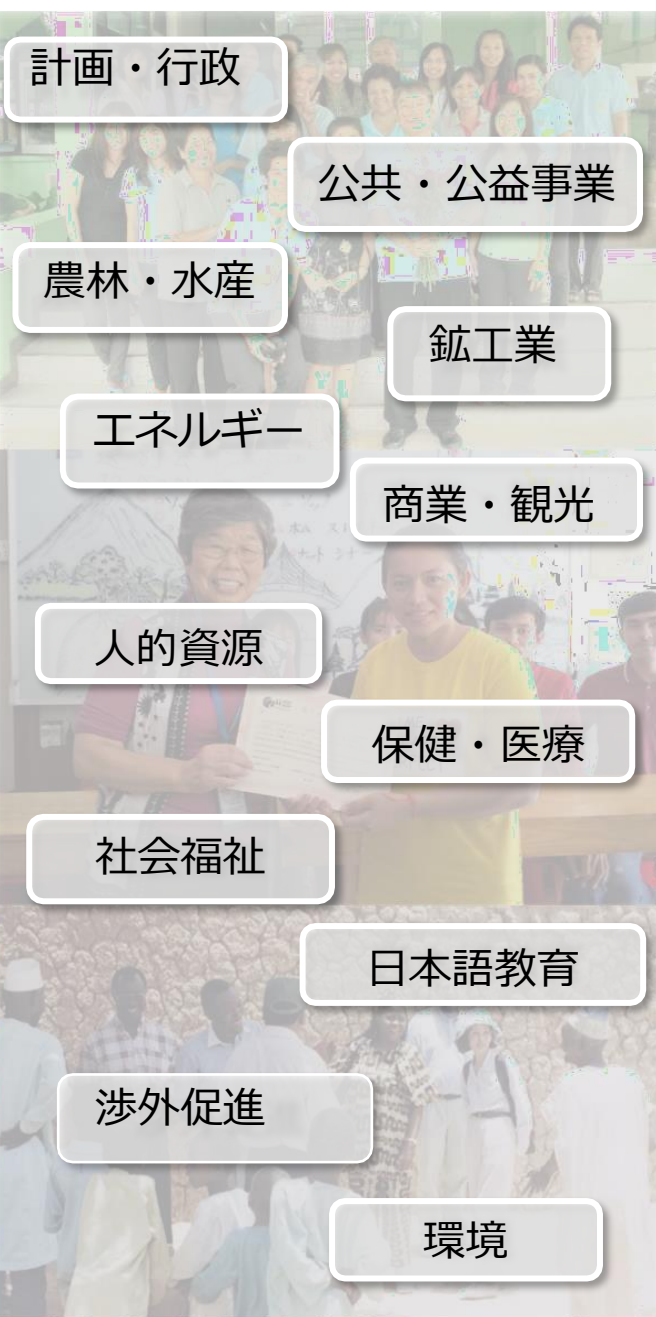 計画・行政
公共・公益事業
農林・水産
鉱工業
エネルギー
商業・観光
人的資源
保健・医療
社会福祉
日本語教育
渉外促進
環境